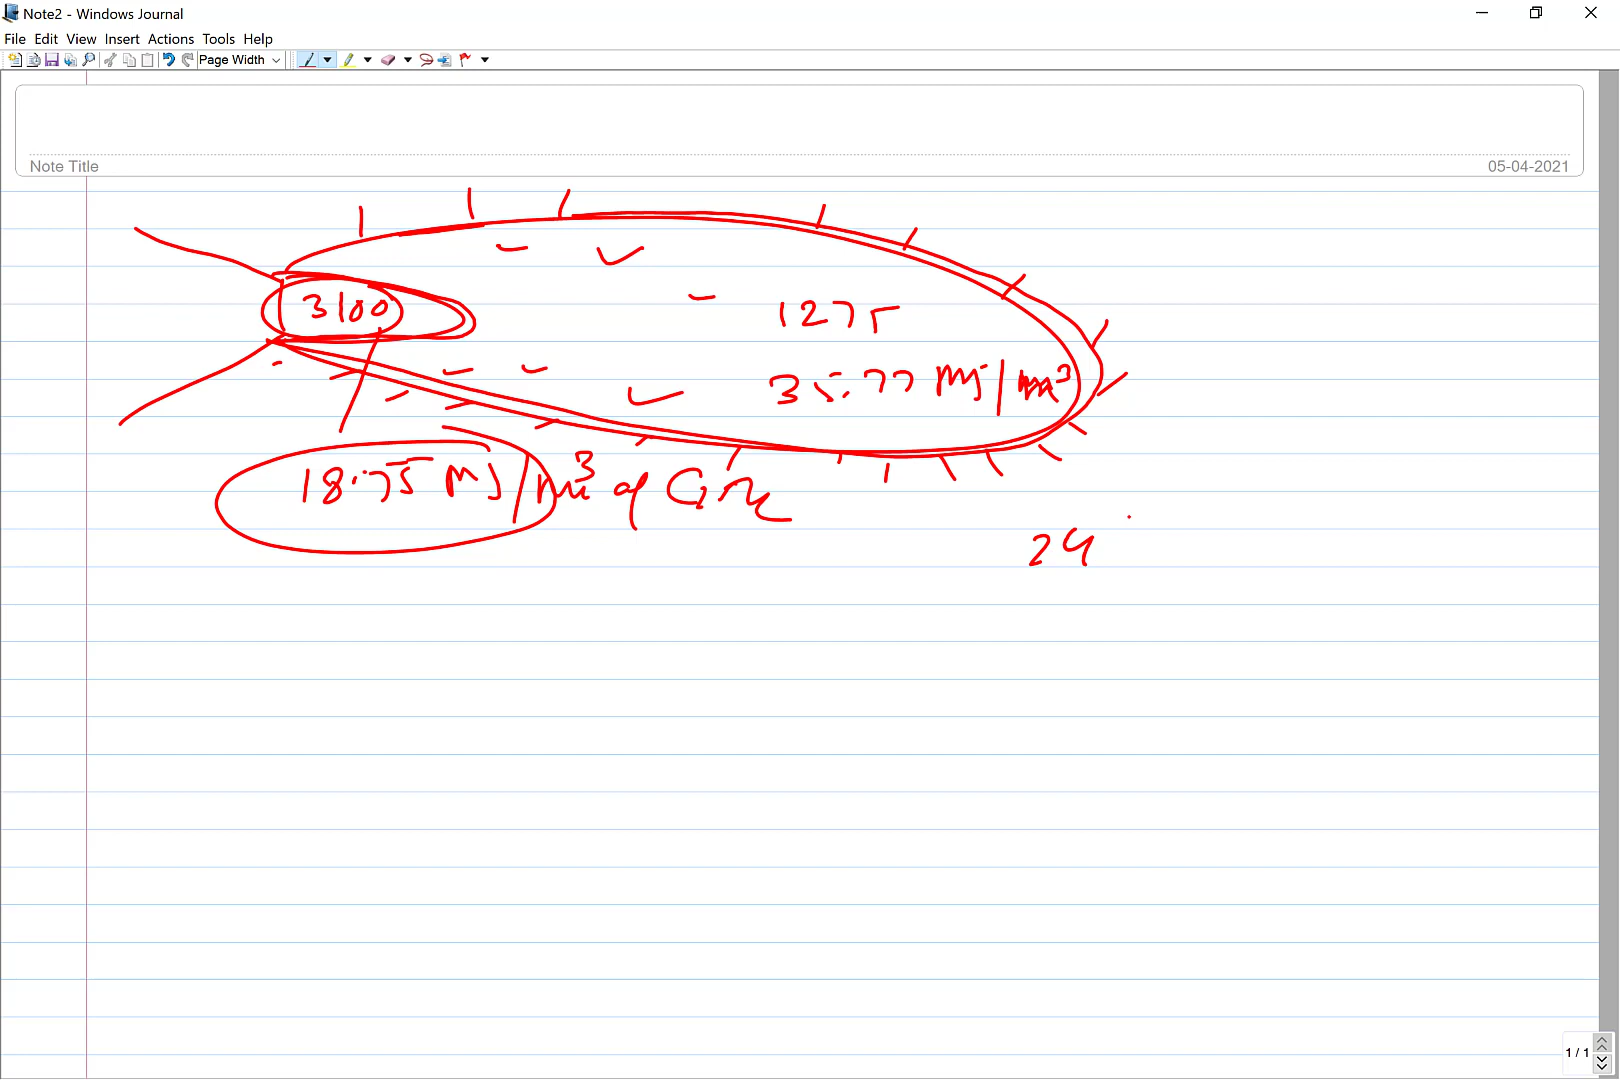 Note2 - Windows Journal
File Edit View Insert Actions Tools Help
Page Width
Note Title
05-04-2021
3100
1275
35.77 MJ/m³
18.75 MJ/m³ of
24
1 / 1